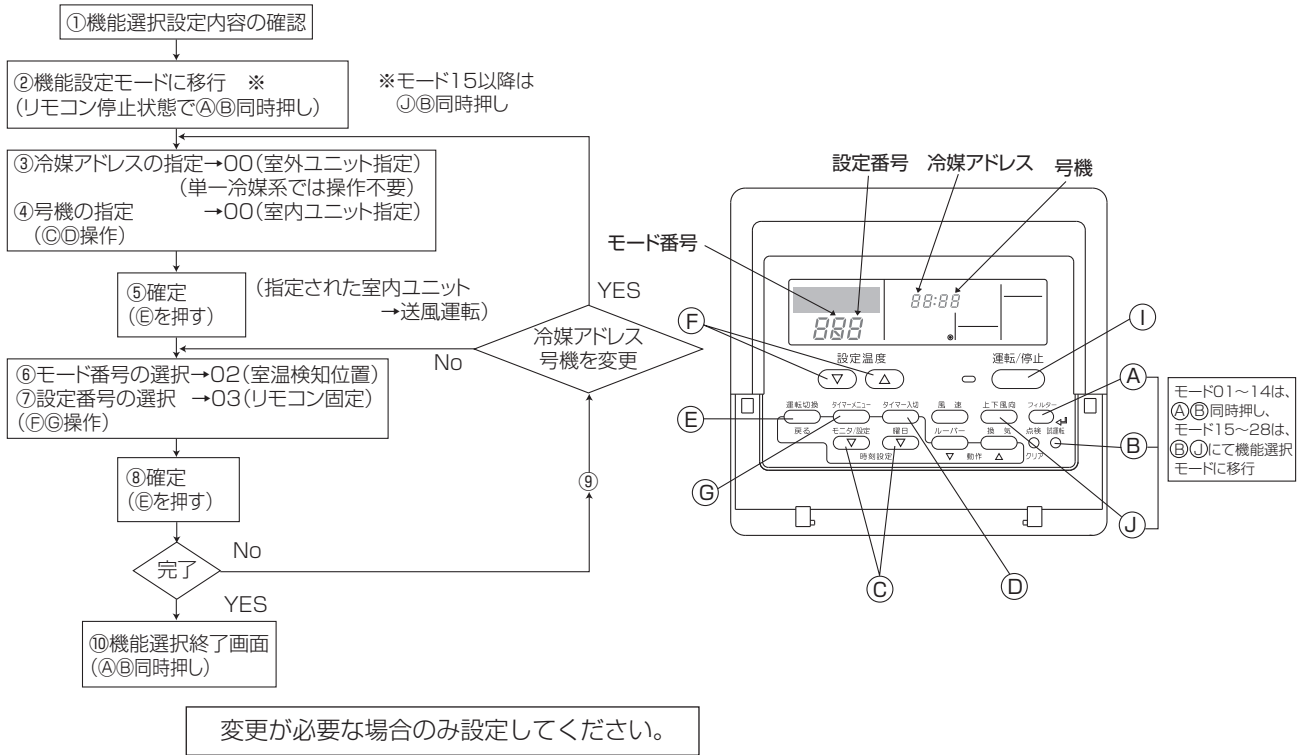 ①機能選択設定内容の確認
②機能設定モードに移行　※
(リモコン停止状態でⒶⒷ同時押し)
※モード15以降は
ⒿⒷ同時押し
③冷媒アドレスの指定→00(室外ユニット指定)
(単一冷媒系では操作不要)
④号機の指定　→00(室内ユニット指定)
(ⒸⒹ操作)
⑤確定
(Ⓔを押す)
(指定された室内ユニット
→送風運転)
YES
冷媒アドレス
号機を変更
No
⑥モード番号の選択→02(室温検知位置)
⑦設定番号の選択　→03(リモコン固定)
(ⒻⒼ操作)
⑧確定
(Ⓔを押す)
⑨
完了
No
YES
⑩機能選択終了画面
(ⒶⒷ同時押し)
変更が必要な場合のみ設定してください。
設定番号　冷媒アドレス　号機
モード番号
88:88
888
Ⓕ
設定温度
運転/停止
Ⓘ
▽ △
Ⓐ
運転切換 タイマーメニュー タイマー入切 風速 上下風向 フィルター
Ⓔ
戻る モニタ/設定 曜日 ルーバー 換気 点検 試運転
Ⓑ
▽ ▽
時刻設定 ▽ 動作 △ クリア
Ⓖ
Ⓙ
Ⓒ
Ⓓ
モード01～14は、
ⒶⒷ同時押し、
モード15～28は、
ⒷⒿにて機能選択
モードに移行